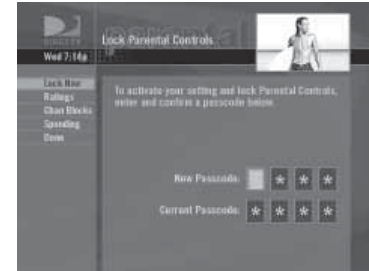 DIRECTV
Lock Parental Controls
Wed 7:14p
Lock Now
Ratings
Chan Blocks
Spending
Done
To activate your setting and lock Parental Controls,
enter and confirm a passcode below.
New Passcode: * * *
Current Passcode: * * * *